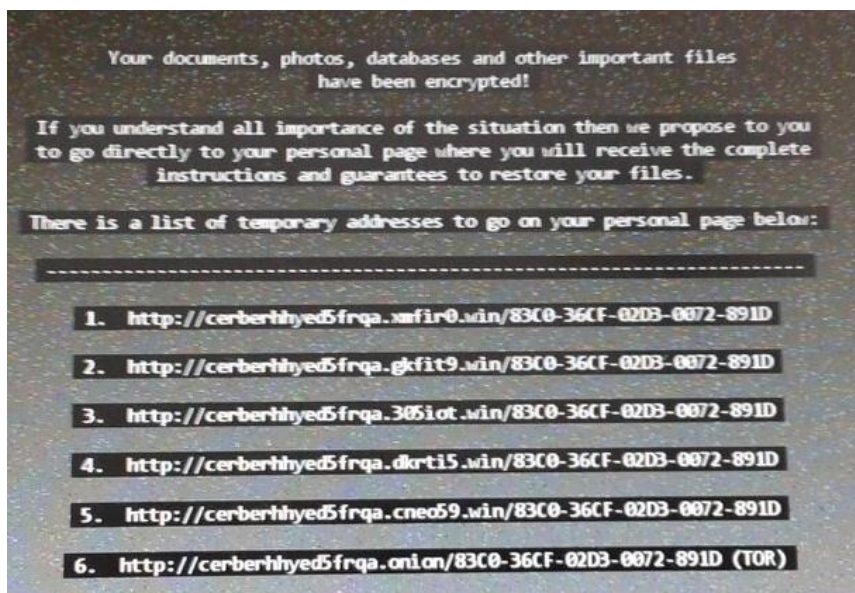 Your documents, photos, databases and other important files
have been encrypted!
If you understand all importance of the situation then we propose to you
to go directly to your personal page where you will receive the complete
instructions and guarantees to restore your files.
There is a list of temporary addresses to go on your personal page below:
--------------------------------------------------------------------------
1. http://cerberhhyed5frqa.xmfir0.win/83C0-36CF-02D3-0072-891D
2. http://cerberhhyed5frqa.gkfit9.win/83C0-36CF-02D3-0072-891D
3. http://cerberhhyed5frqa.305iot.win/83C0-36CF-02D3-0072-891D
4. http://cerberhhyed5frqa.dkrti5.win/83C0-36CF-02D3-0072-891D
5. http://cerberhhyed5frqa.cneo59.win/83C0-36CF-02D3-0072-891D
6. http://cerberhhyed5frqa.onion/83C0-36CF-02D3-0072-891D (TOR)